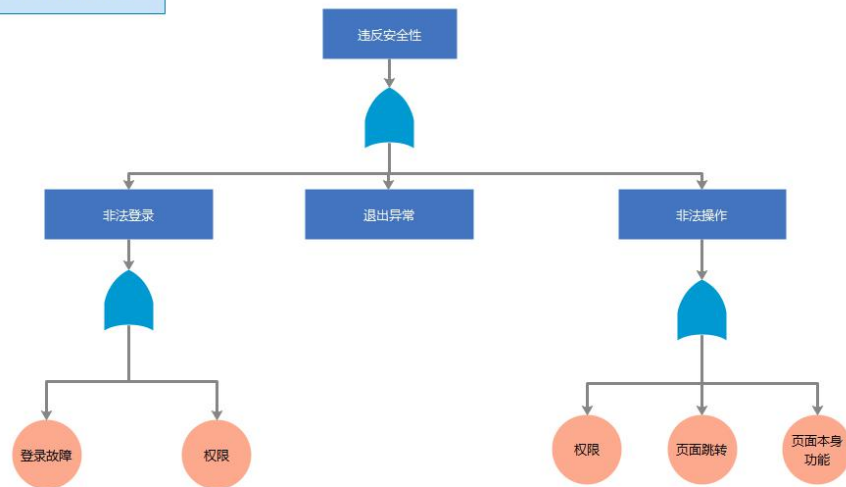 违反安全性
非法登录
退出异常
非法操作
登录故障
权限
权限
页面跳转
页面本身
功能